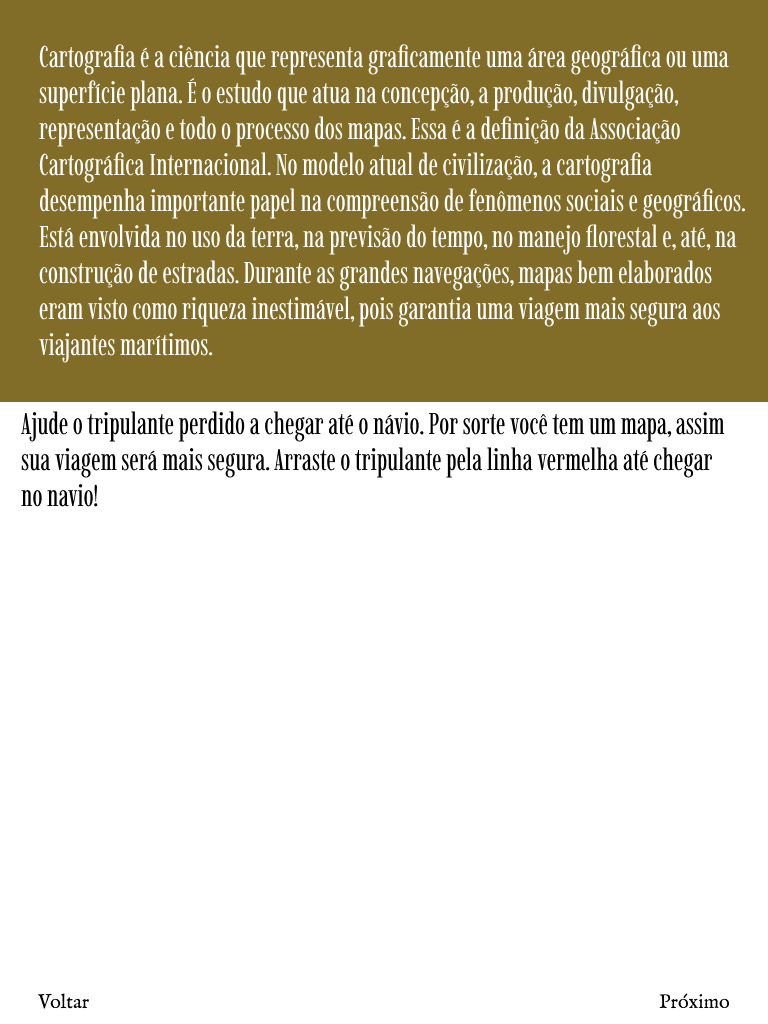 Cartografia é a ciência que representa graficamente uma área geográfica ou uma
superfície plana. É o estudo que atua na concepção, a produção, divulgação,
representação e todo o processo dos mapas. Essa é a definição da Associação
Cartográfica Internacional. No modelo atual de civilização, a cartografia
desempenha importante papel na compreensão de fenômenos sociais e geográficos.
Está envolvida no uso da terra, na previsão do tempo, no manejo florestal e, até, na
construção de estradas. Durante as grandes navegações, mapas bem elaborados
eram visto como riqueza inestimável, pois garantia uma viagem mais segura aos
viajantes marítimos.
Ajude o tripulante perdido a chegar até o návio. Por sorte você tem um mapa, assim
sua viagem será mais segura. Arraste o tripulante pela linha vermelha até chegar
no navio!
Voltar
Próximo